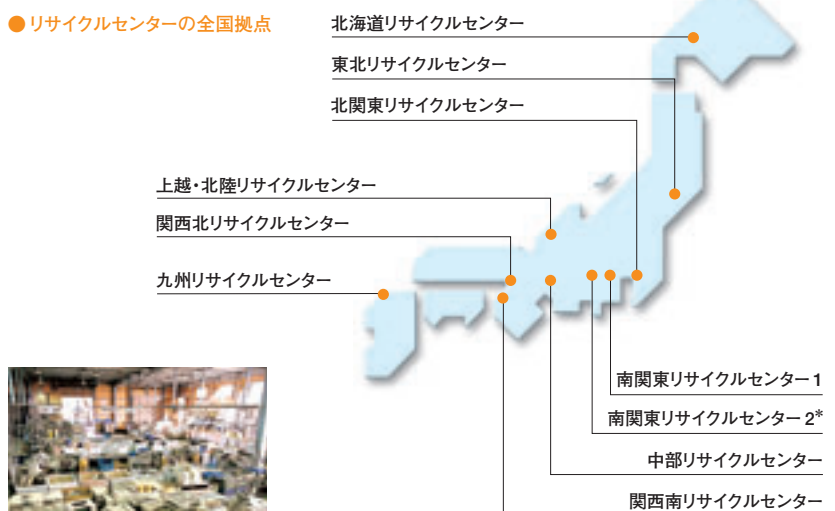 ●リサイクルセンターの全国拠点
北海道リサイクルセンター
東北リサイクルセンター
北関東リサイクルセンター
上越・北陸リサイクルセンター
関西北リサイクルセンター
九州リサイクルセンター
南関東リサイクルセンター1
南関東リサイクルセンター2*
中部リサイクルセンター
関西南リサイクルセンター